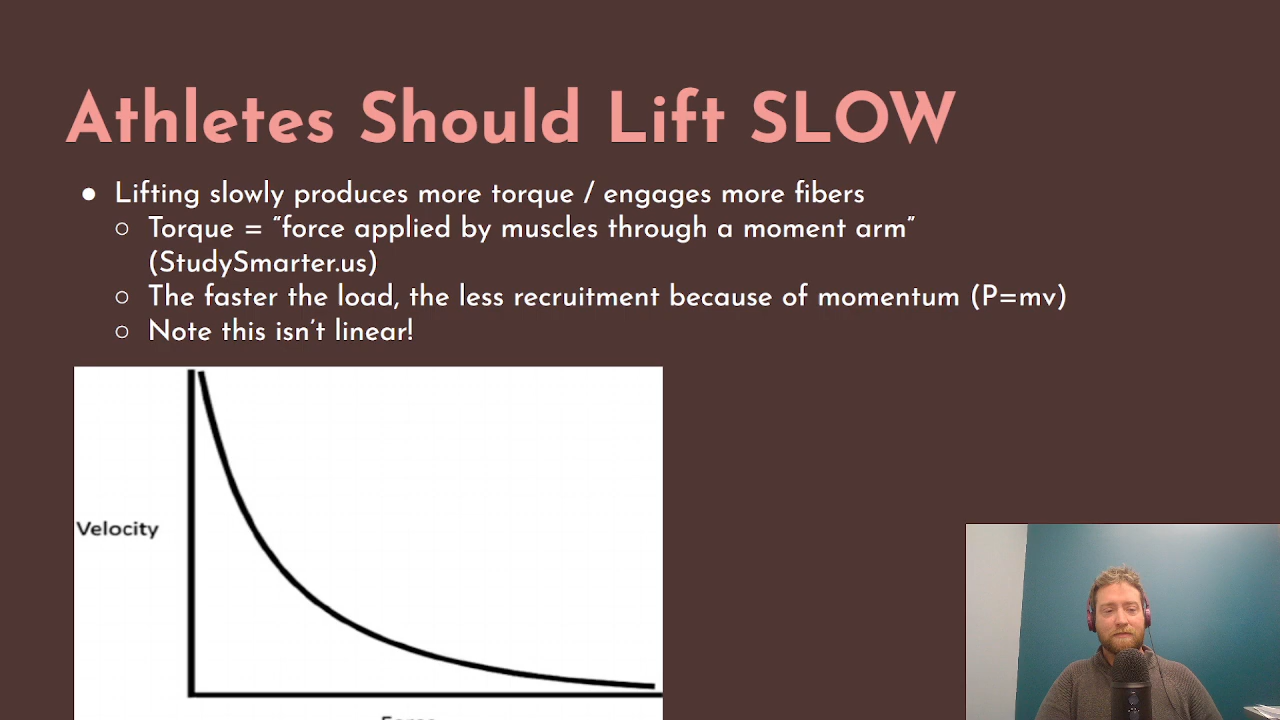 Athletes Should Lift SLOW
● Lifting slowly produces more torque / engages more fibers
○ Torque = “force applied by muscles through a moment arm”
(StudySmarter.us)
○ The faster the load, the less recruitment because of momentum (P=mv)
○ Note this isn’t linear!
Velocity